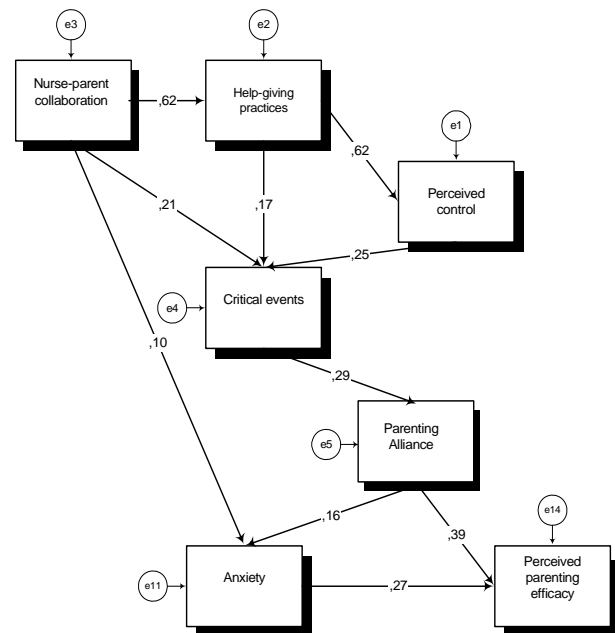 e3
e2
Nurse-parent
collaboration
,62
Help-giving
practices
e1
,62
Perceived
control
,21
,17
,25
e4
Critical events
,10
,29
e5
Parenting
Alliance
,16
,39
e14
e11
Anxiety
,27
Perceived
parenting
efficacy